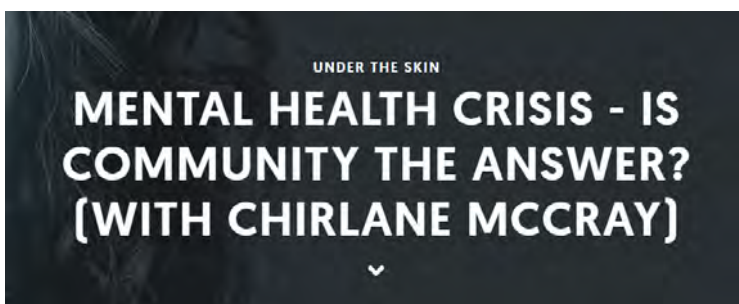 UNDER THE SKIN
MENTAL HEALTH CRISIS - IS
COMMUNITY THE ANSWER?
(WITH CHIRLANE MCCRAY)